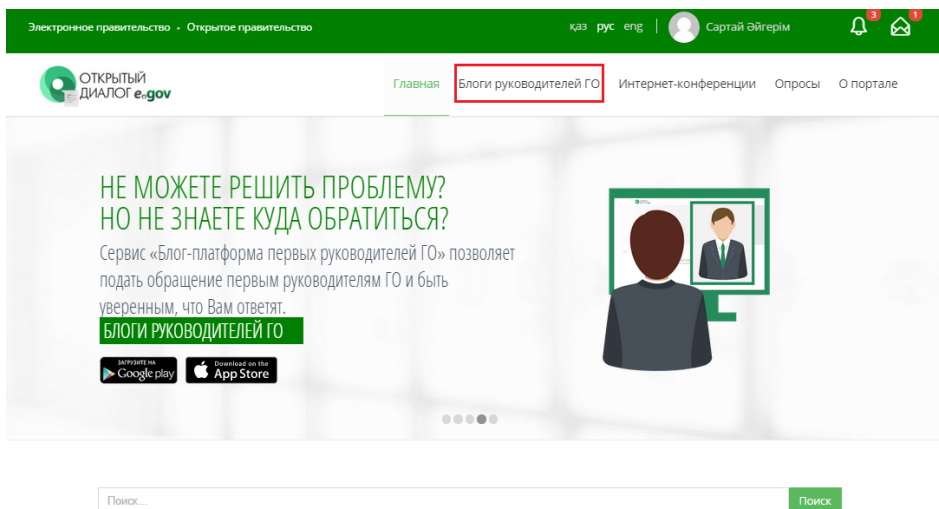 Электронное правительство • Открытое правительство
қаз рус eng | Сартай Әйгерім 3 1
ОТКРЫТЫЙ
ДИАЛОГ e.gov
Главная Блоги руководителей ГО Интернет-конференции Опросы О портале
НЕ МОЖЕТЕ РЕШИТЬ ПРОБЛЕМУ?
НО НЕ ЗНАЕТЕ КУДА ОБРАТИТЬСЯ?
Сервис «Блог-платформа первых руководителей ГО» позволяет
подать обращение первым руководителям ГО и быть
уверенным, что Вам ответят.
БЛОГИ РУКОВОДИТЕЛЕЙ ГО
ЗАГРУЗИТЕ НА
Google play
Download on the
App Store
Поиск... Поиск